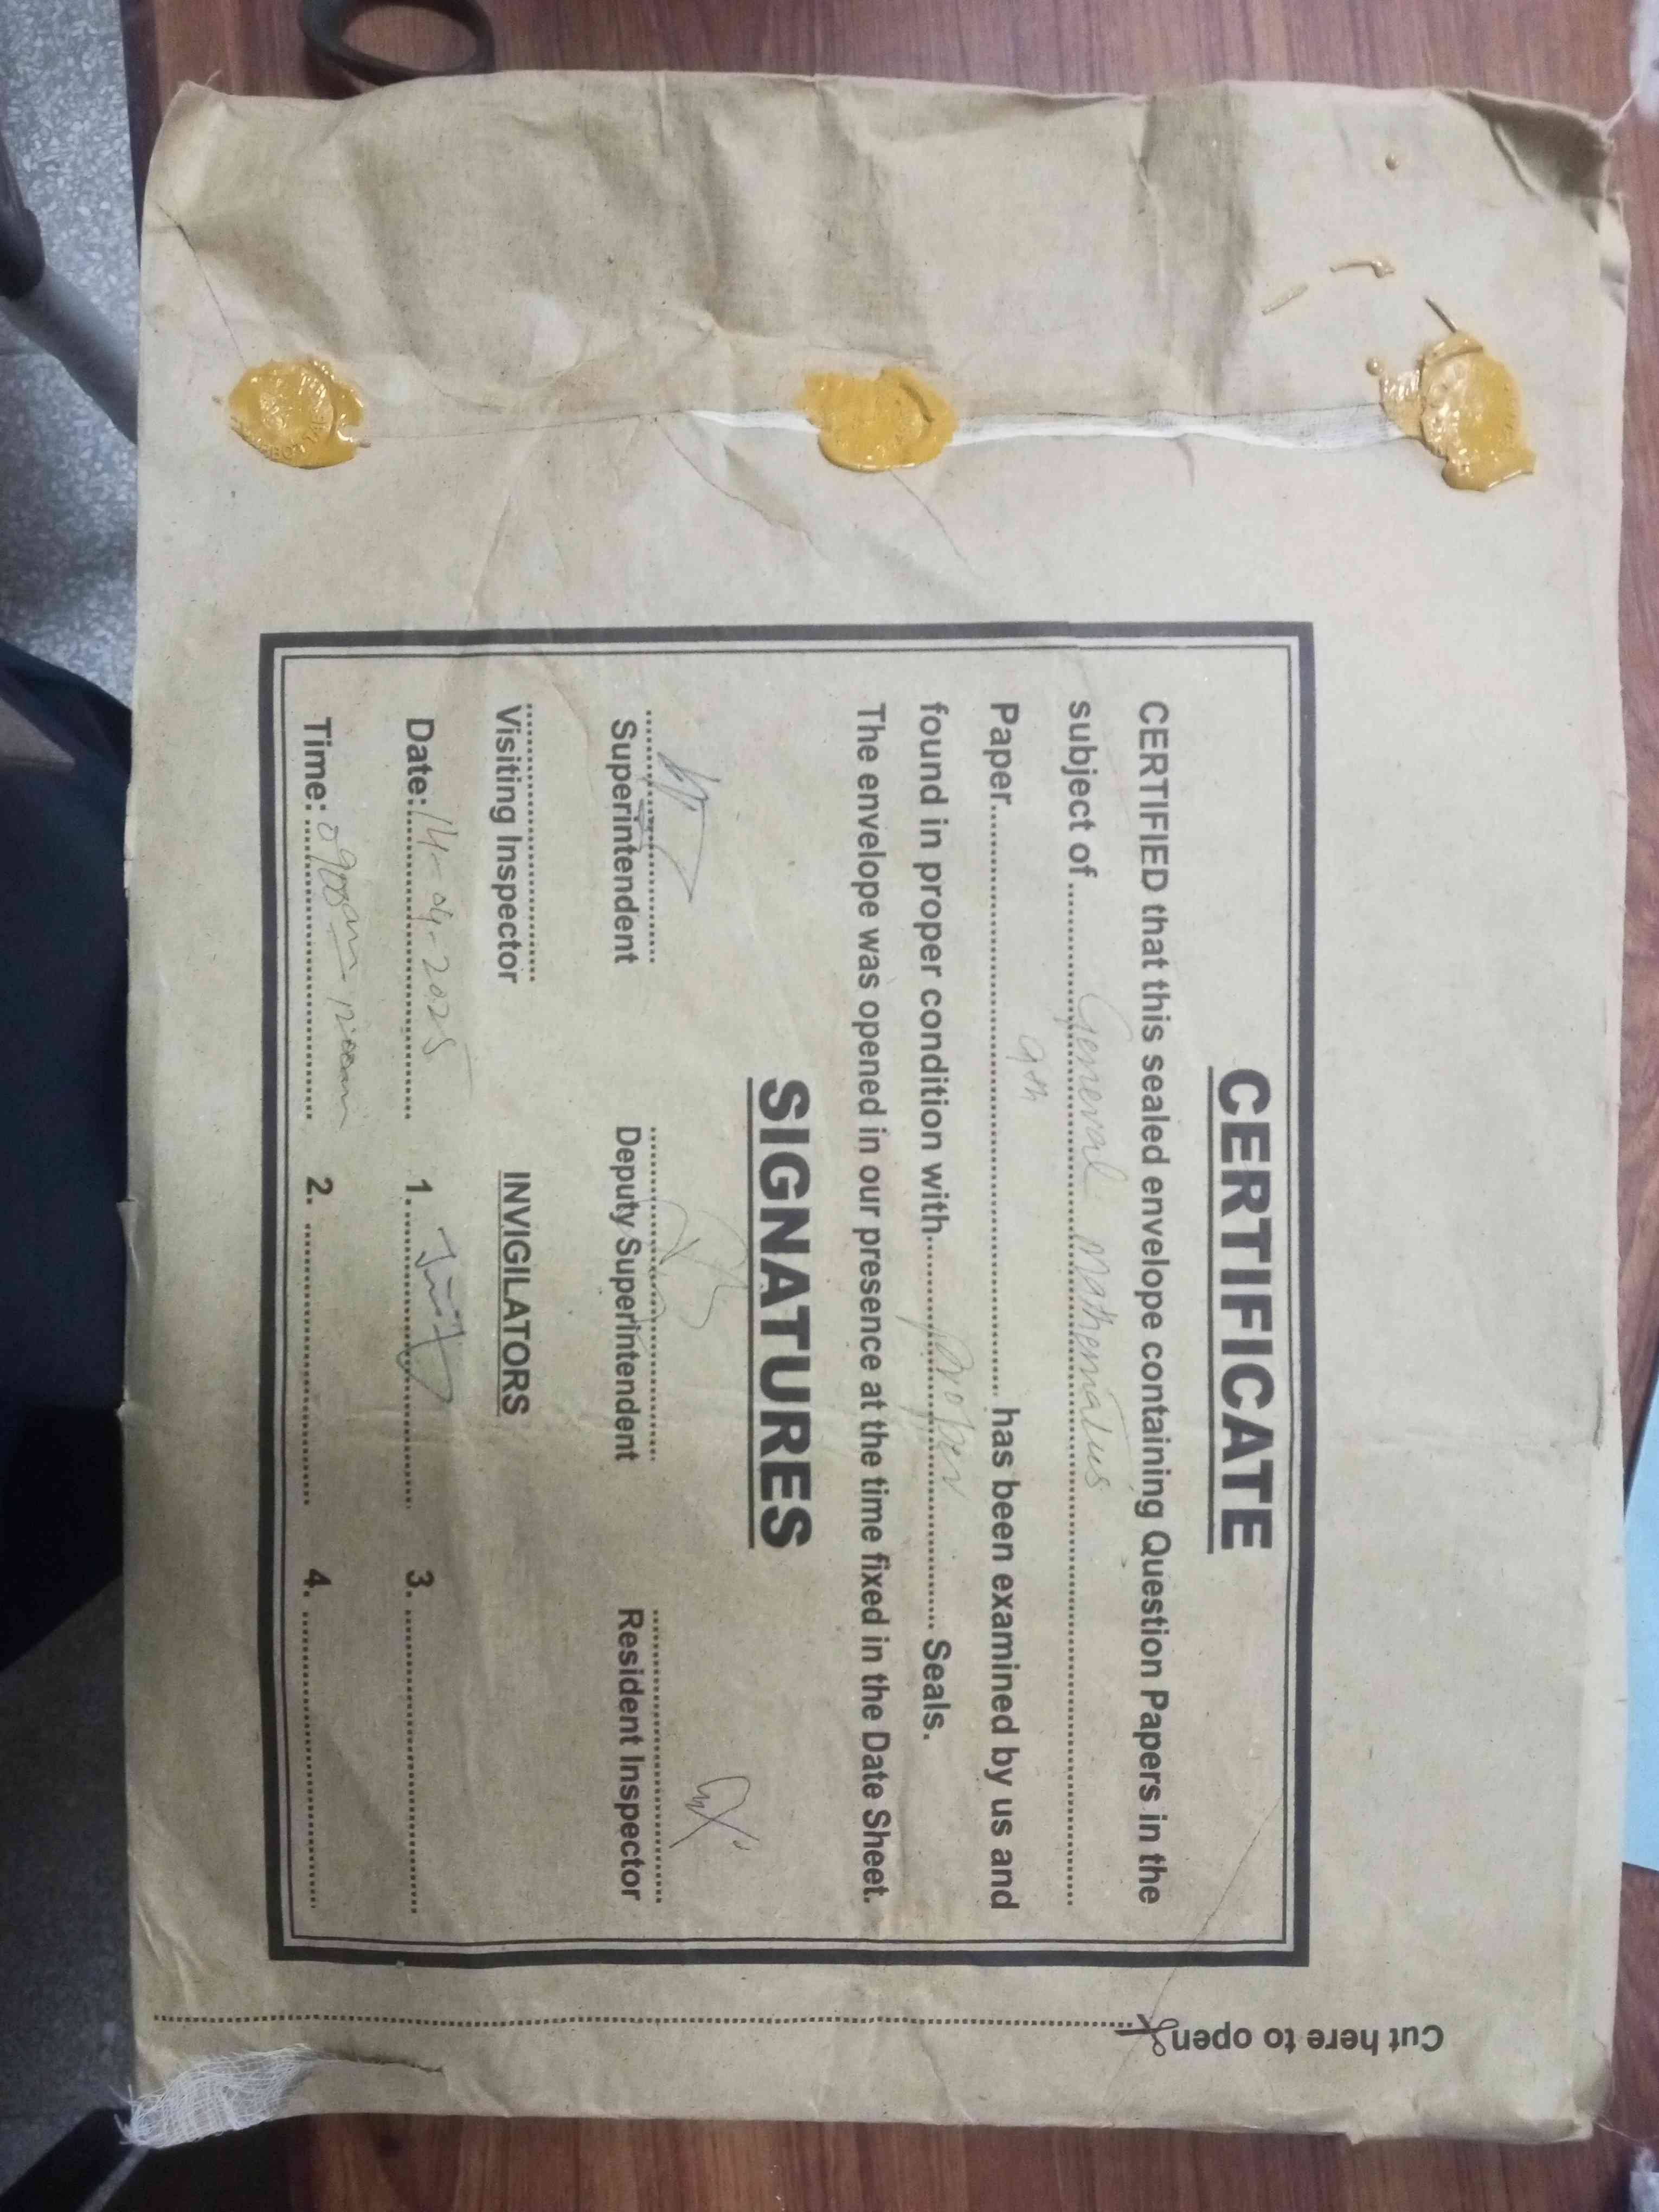 CERTIFICATE
CERTIFIED that this sealed envelope containing Question Papers in the
subject of.......General Mathematics.......
Paper.......9th....... has been examined by us and
found in proper condition with.......proper....... Seals.
The envelope was opened in our presence at the time fixed in the Date Sheet.
SIGNATURES
Superintendent Deputy Superintendent Resident Inspector
Visiting Inspector INVIGILATORS
Date:.14-04-2025 1. 3.
Time:.0900am - 12:00am 2. 4.
Cut here to open